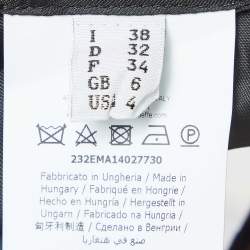 I 38
D 32
F 34
GB 6
USA 4
ITALY
232EMA14027730
Fabbricato in Ungheria / Made in
Hungary / Fabriqué en Hongrie /
Hecho en Hungría / Hergestellt in
Ungarn / Fabricado na Hungria /
匈牙利制造 / Сделано в Венгрии /
صنع في هنغاريا